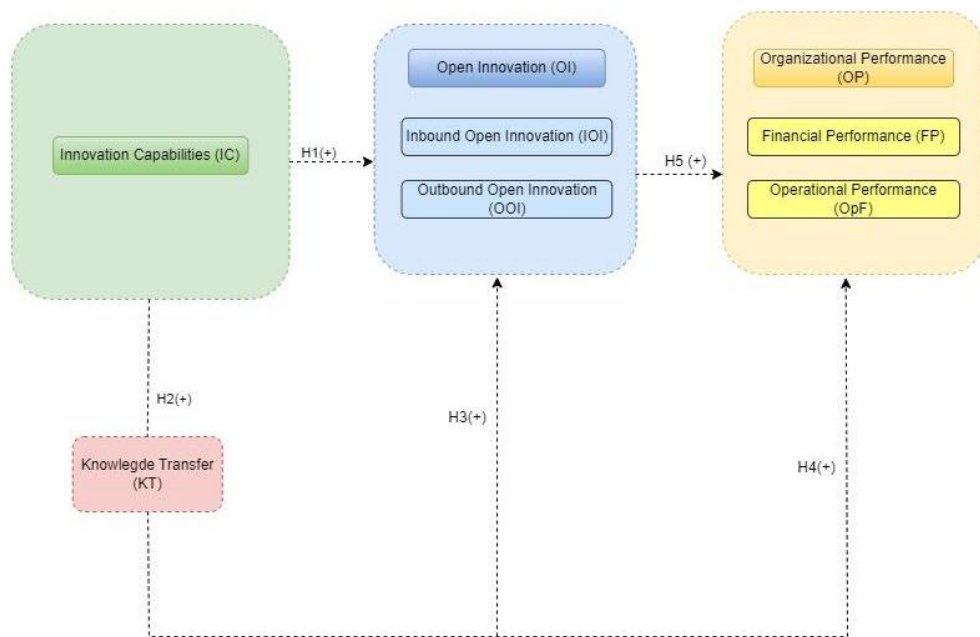 Innovation Capabilities (IC)
H1(+)
Open Innovation (OI)
Inbound Open Innovation (IOI)
Outbound Open Innovation
(OOI)
H5 (+)
Organizational Performance
(OP)
Financial Performance (FP)
Operational Performance
(OpF)
H2(+)
Knowlegde Transfer
(KT)
H3(+)
H4(+)